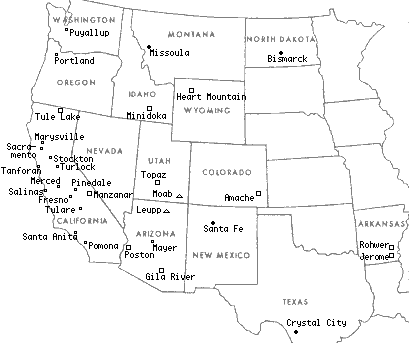 WASHINGTON
Puyallup
MONTANA
NORTH DAKOTA
Missoula
Portland
Bismarck
OREGON
IDAHO
Heart Mountain
WYOMING
Tule Lake
Minidoka
Marysville
Sacra-
mento
NEVADA
Stockton
UTAH
Tanforan
Turlock
Topaz
COLORADO
Merced
Pinedale
Salinas
Manzanar
Moab
Amache
Fresno
Tulare
Leupp
CALIFORNIA
ARKANSAS
Santa Anita
ARIZONA
Santa Fe
Pomona
Mayer
Rohwer
Poston
NEW MEXICO
Jerome
Gila River
TEXAS
Crystal City